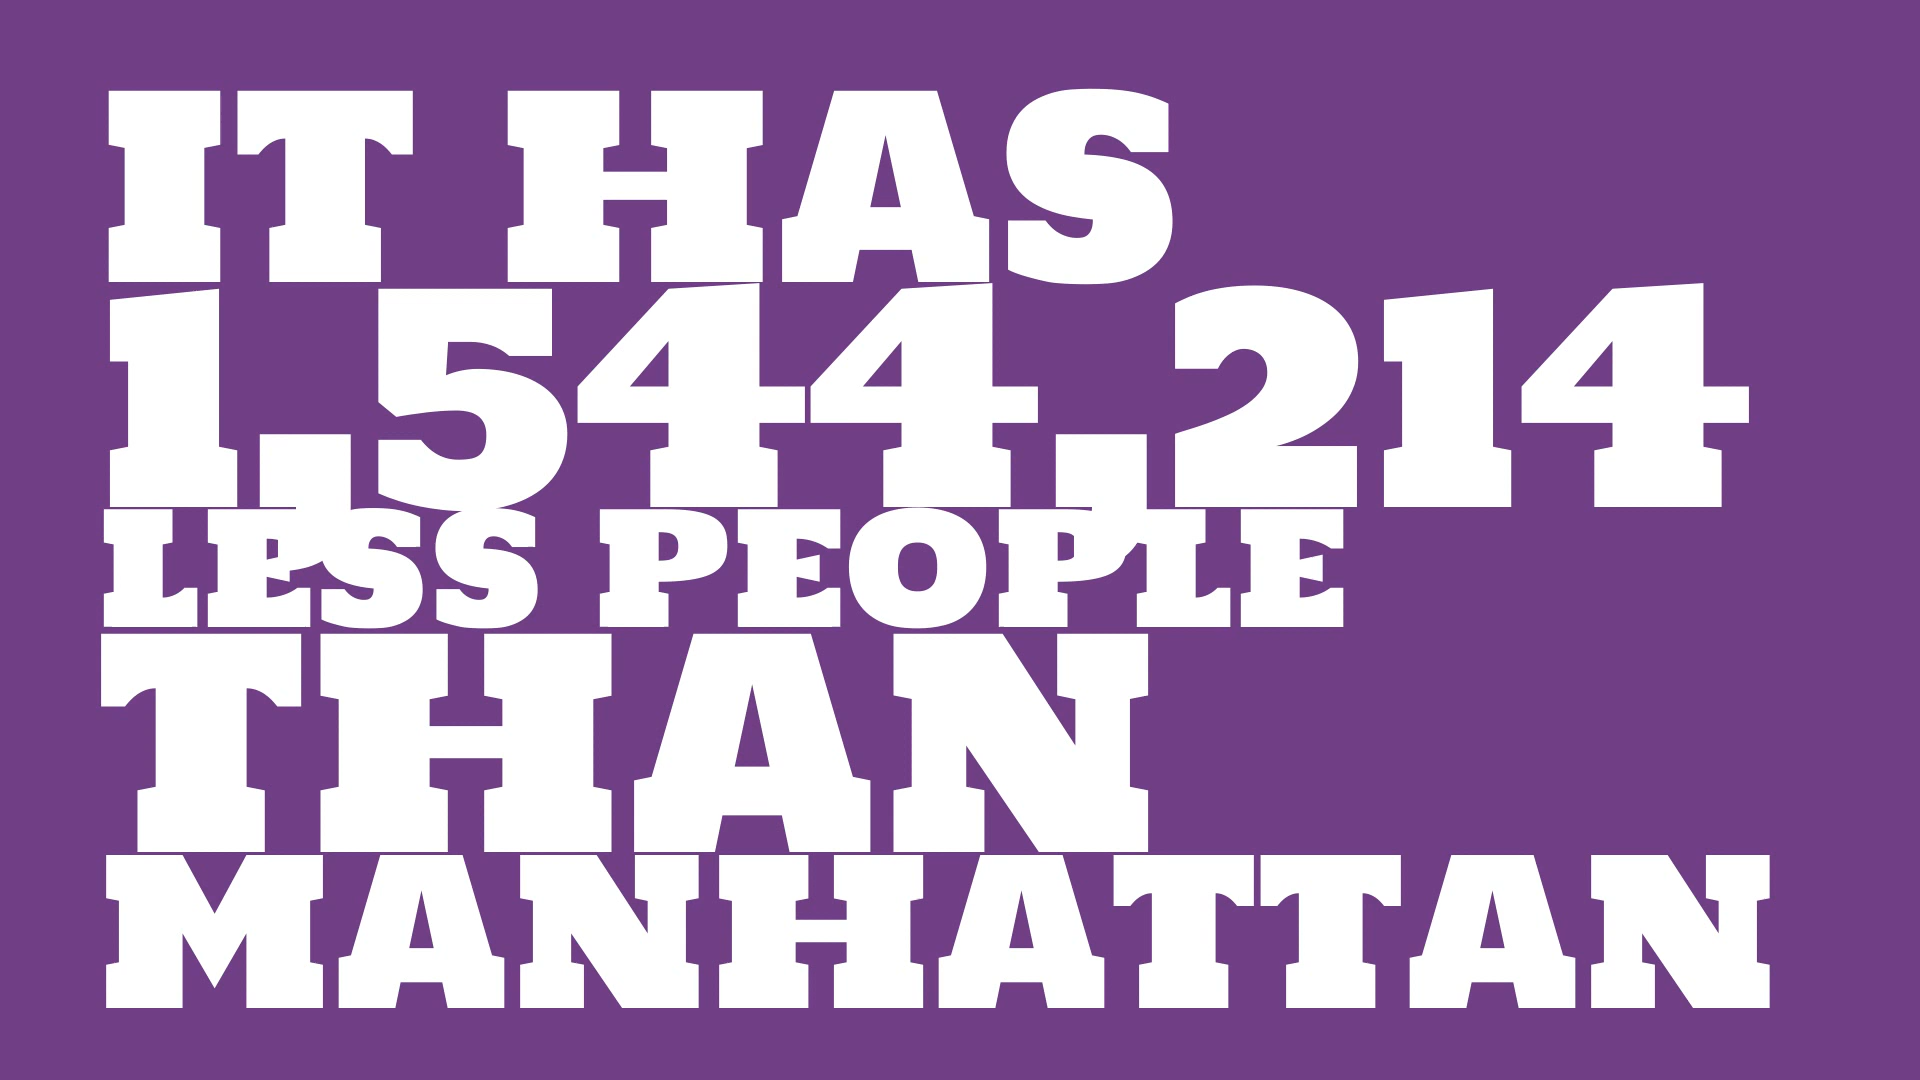 IT HAS
1,544,214
LESS PEOPLE
THAN
MANHATTAN